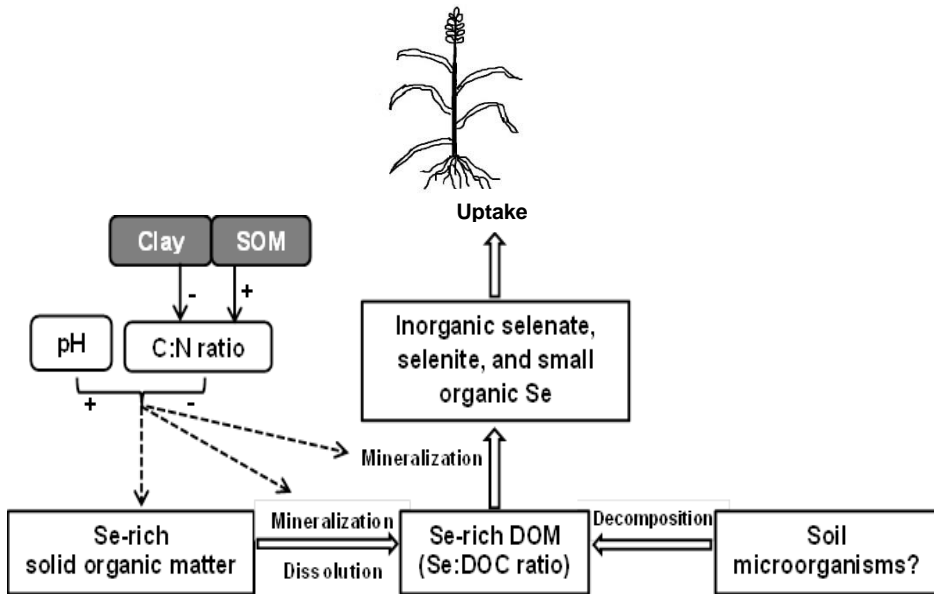 Uptake
Clay SOM
- +
pH C:N ratio
+ -
Inorganic selenate,
selenite, and small
organic Se
Mineralization
Se-rich
solid organic matter
Mineralization
Dissolution
Se-rich DOM
(Se:DOC ratio)
Decomposition
Soil
microorganisms?